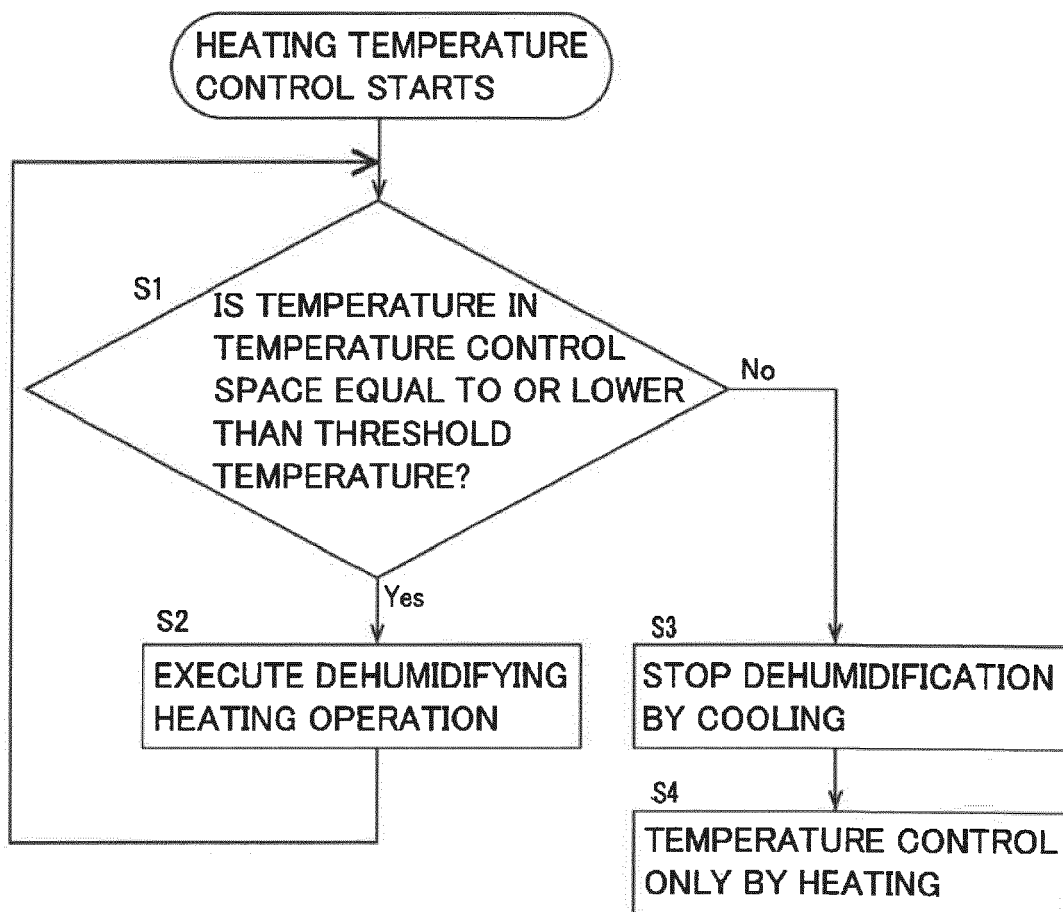 HEATING TEMPERATURE
CONTROL STARTS
S1
IS TEMPERATURE IN
TEMPERATURE CONTROL
SPACE EQUAL TO OR LOWER
THAN THRESHOLD
TEMPERATURE?
No
Yes
S2
EXECUTE DEHUMIDIFYING
HEATING OPERATION
S3
STOP DEHUMIDIFICATION
BY COOLING
S4
TEMPERATURE CONTROL
ONLY BY HEATING